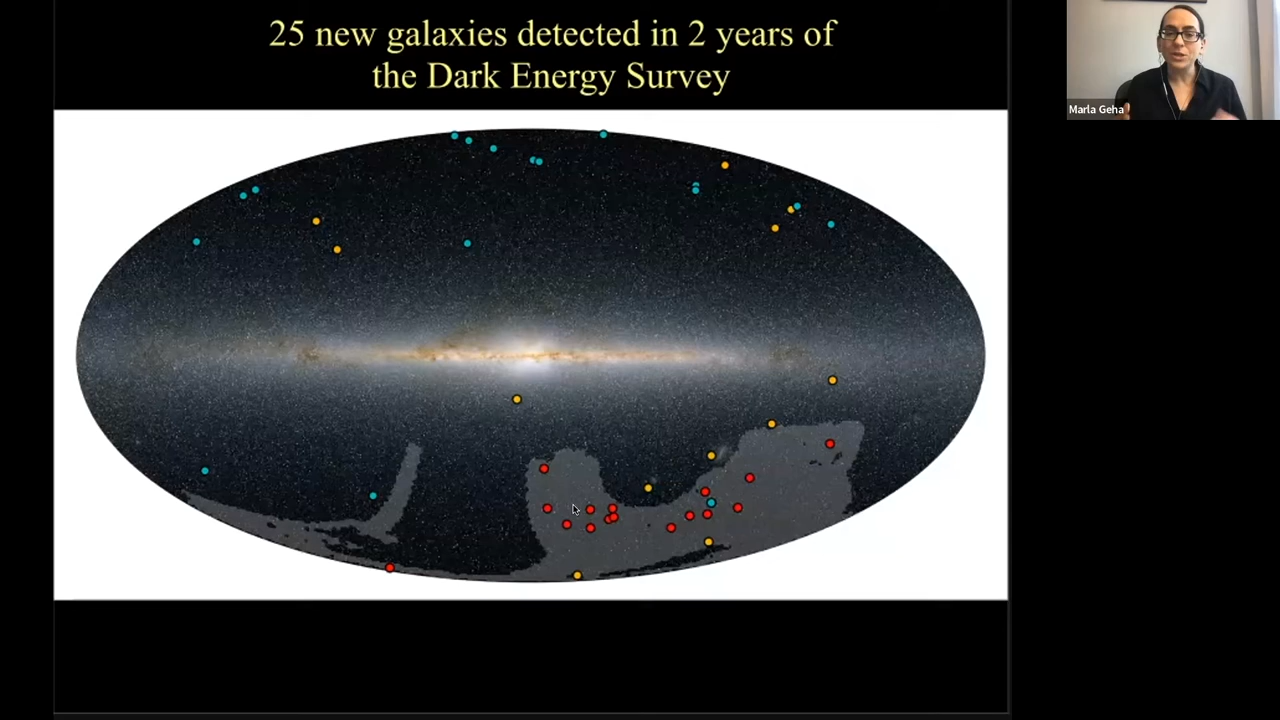 25 new galaxies detected in 2 years of
the Dark Energy Survey
Marla Geha